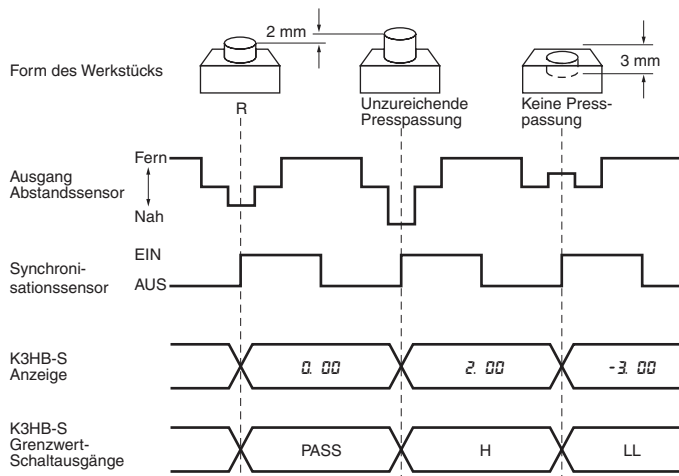 2 mm
3 mm
Form des Werkstücks
R
Unzureichende
Presspassung
Keine Press-
passung
Fern
Ausgang
Abstandssensor
Nah
EIN
Synchroni-
sationssensor
AUS
K3HB-S
Anzeige
0. 00
2. 00
-3. 00
K3HB-S
Grenzwert-
Schaltausgänge
PASS
H
LL